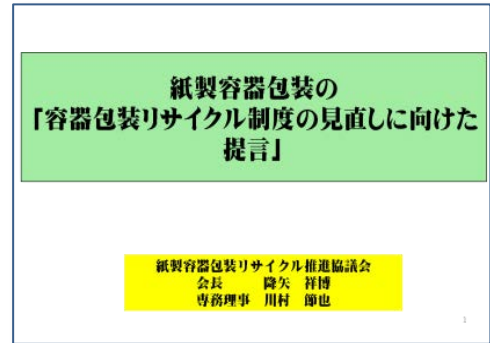 紙製容器包装の
「容器包装リサイクル制度の見直しに向けた
提言」
紙製容器包装リサイクル推進協議会
会長　　降矢　祥博
専務理事　川村　節也
1